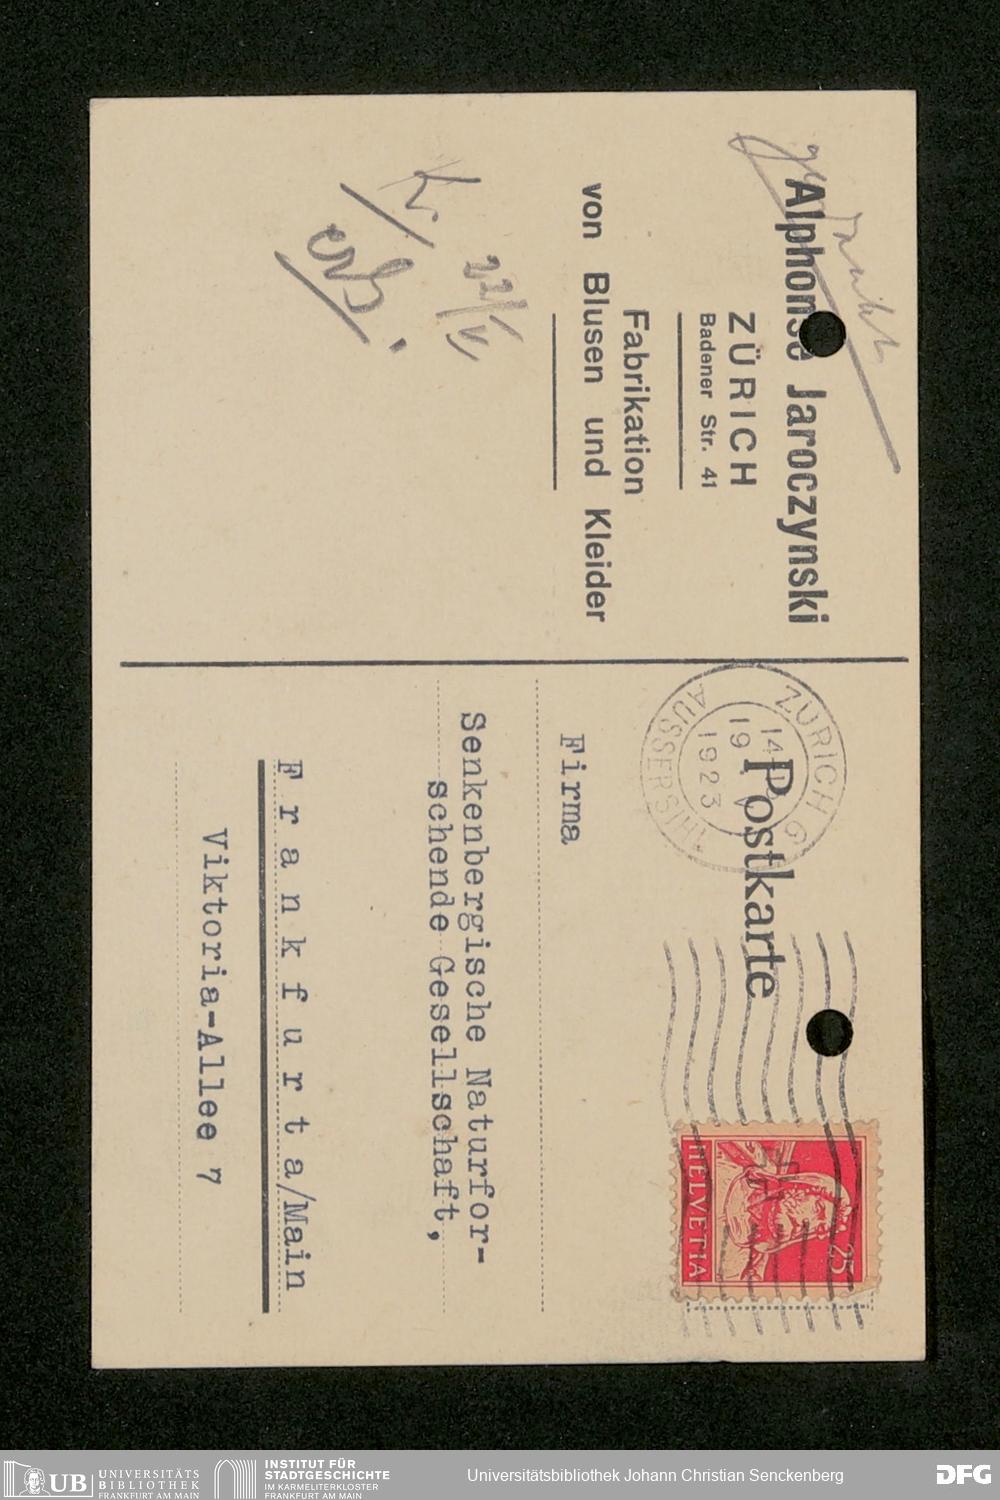 Alphonse Jaroczynski
ZÜRICH
Badener Str. 41
Fabrikation
von Blusen und Kleider
22/V
erl.
Postkarte
ZÜRICH 6
19. V
1923
AUSSERSIHL
HELVETIA
25
Firma
Senkenbergische Naturfor-
schende Gesellschaft,
Frankfurt a/Main
Viktoria-Allee 7
UB
UNIVERSITÄTS
BIBLIOTHEK
FRANKFURT AM MAIN
INSTITUT FÜR
STADTGESCHICHTE
IM KARMELITERKLOSTER
FRANKFURT AM MAIN
Universitätsbibliothek Johann Christian Senckenberg
DFG